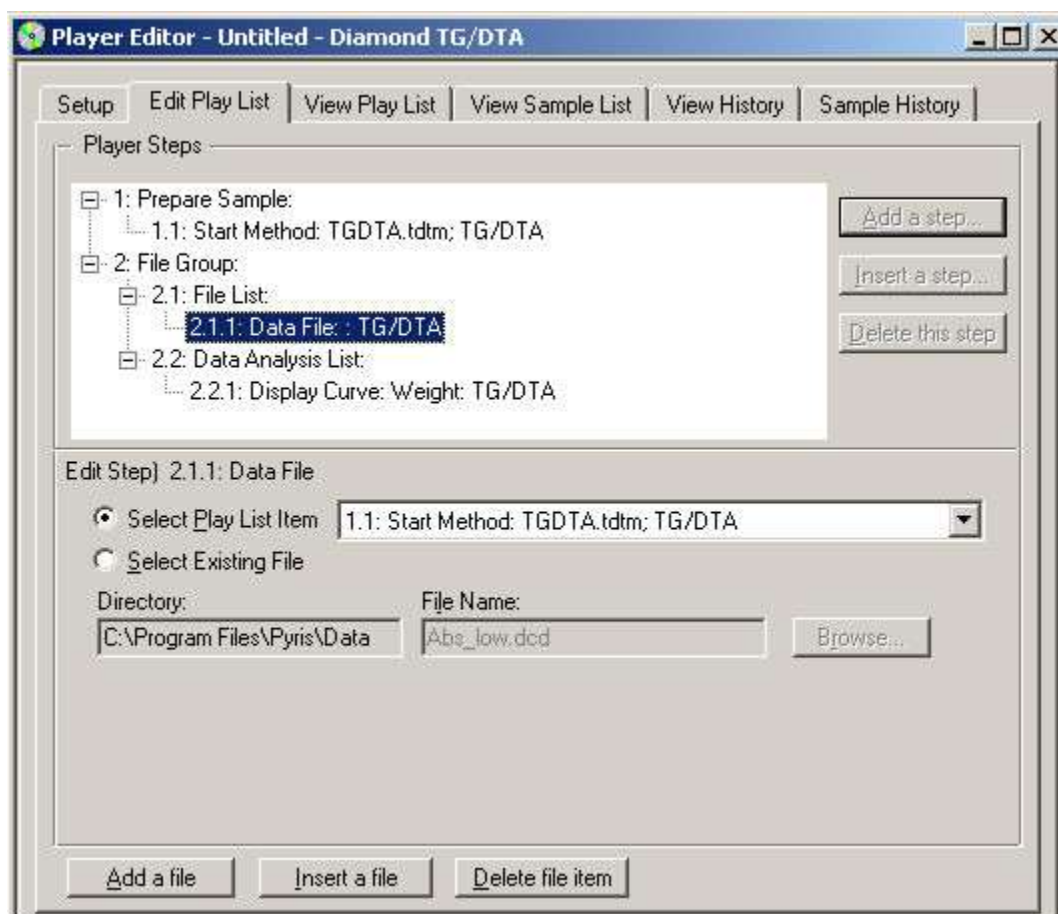 Player Editor - Untitled - Diamond TG/DTA
Setup Edit Play List View Play List View Sample List View History Sample History
Player Steps
1: Prepare Sample:
1.1: Start Method: TGDTA.tdtm; TG/DTA
2: File Group:
2.1: File List:
2.1.1: Data File: : TG/DTA
2.2: Data Analysis List:
2.2.1: Display Curve: Weight: TG/DTA
Add a step...
Insert a step...
Delete this step
Edit Step) 2.1.1: Data File
Select Play List Item 1.1: Start Method: TGDTA.tdtm; TG/DTA
Select Existing File
Directory: File Name:
C:\Program Files\Pyris\Data Abs_low.dcd Browse...
Add a file Insert a file Delete file item